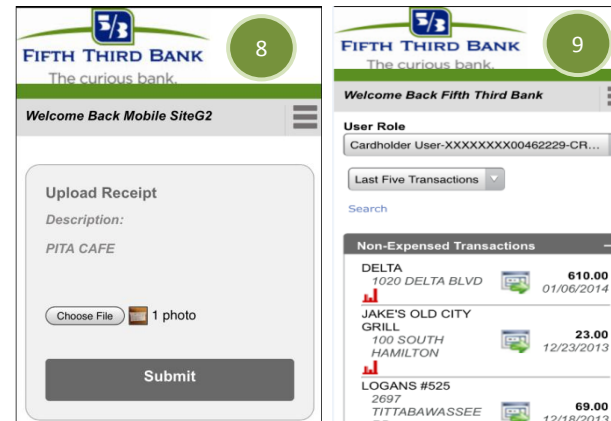 5/3
FIFTH THIRD BANK
The curious bank.
8
Welcome Back Mobile SiteG2
Upload Receipt
Description:
PITA CAFE
Choose File 1 photo
Submit
5/3
FIFTH THIRD BANK
The curious bank.
9
Welcome Back Fifth Third Bank
User Role
Cardholder User-XXXXXXXX00462229-CR...
Last Five Transactions
Search
Non-Expensed Transactions
DELTA
1020 DELTA BLVD
610.00
01/06/2014
JAKE'S OLD CITY
GRILL
100 SOUTH
HAMILTON
23.00
12/23/2013
LOGANS #525
2697
TITTABAWASSEE
69.00
12/18/2013